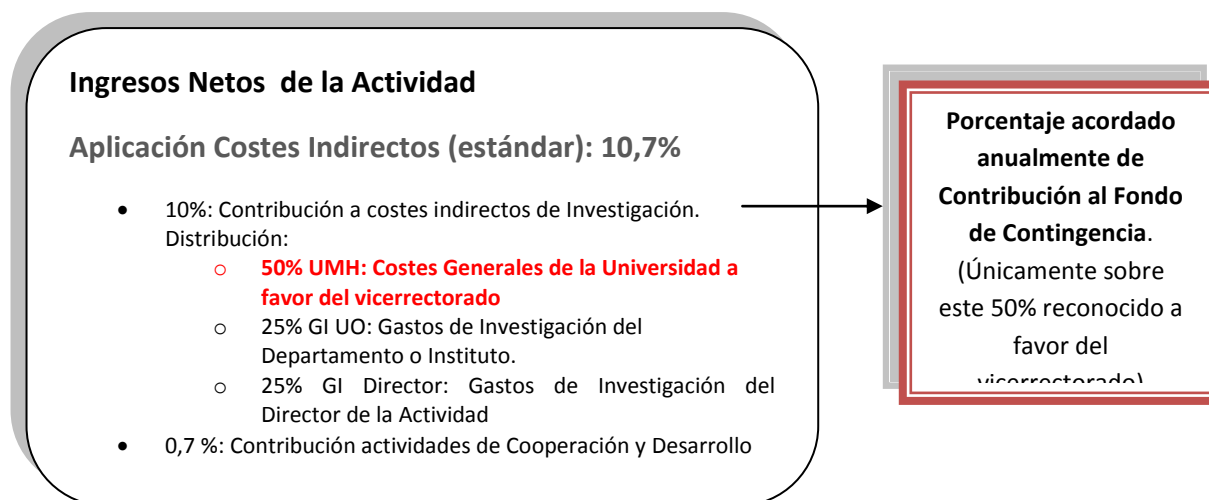 Ingresos Netos de la Actividad
Aplicación Costes Indirectos (estándar): 10,7%
• 10%: Contribución a costes indirectos de Investigación.
Distribución:
o 50% UMH: Costes Generales de la Universidad a
favor del vicerrectorado
o 25% GI UO: Gastos de Investigación del
Departamento o Instituto.
o 25% GI Director: Gastos de Investigación del
Director de la Actividad
• 0,7 %: Contribución actividades de Cooperación y Desarrollo
Porcentaje acordado
anualmente de
Contribución al Fondo
de Contingencia.
(Únicamente sobre
este 50% reconocido a
favor del
vicerrectorado)